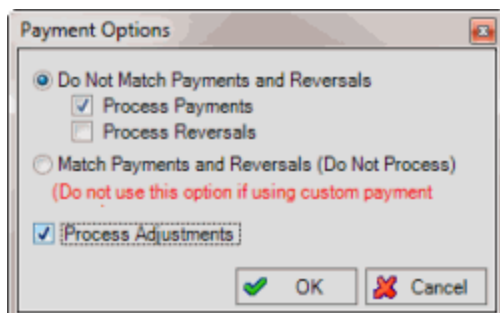 Payment Options
Do Not Match Payments and Reversals
Process Payments
Process Reversals
Match Payments and Reversals (Do Not Process)
(Do not use this option if using custom payment
Process Adjustments
OK Cancel